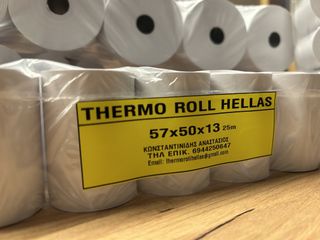 THERMO ROLL HELLAS
57x50x13 25m
ΚΩΝΣΤΑΝΤΙΝΙΔΗΣ ΑΝΑΣΤΑΣΙΟΣ
ΤΗΛ ΕΠΙΚ. 6944250647
Email: thermorollhellas@gmail.com